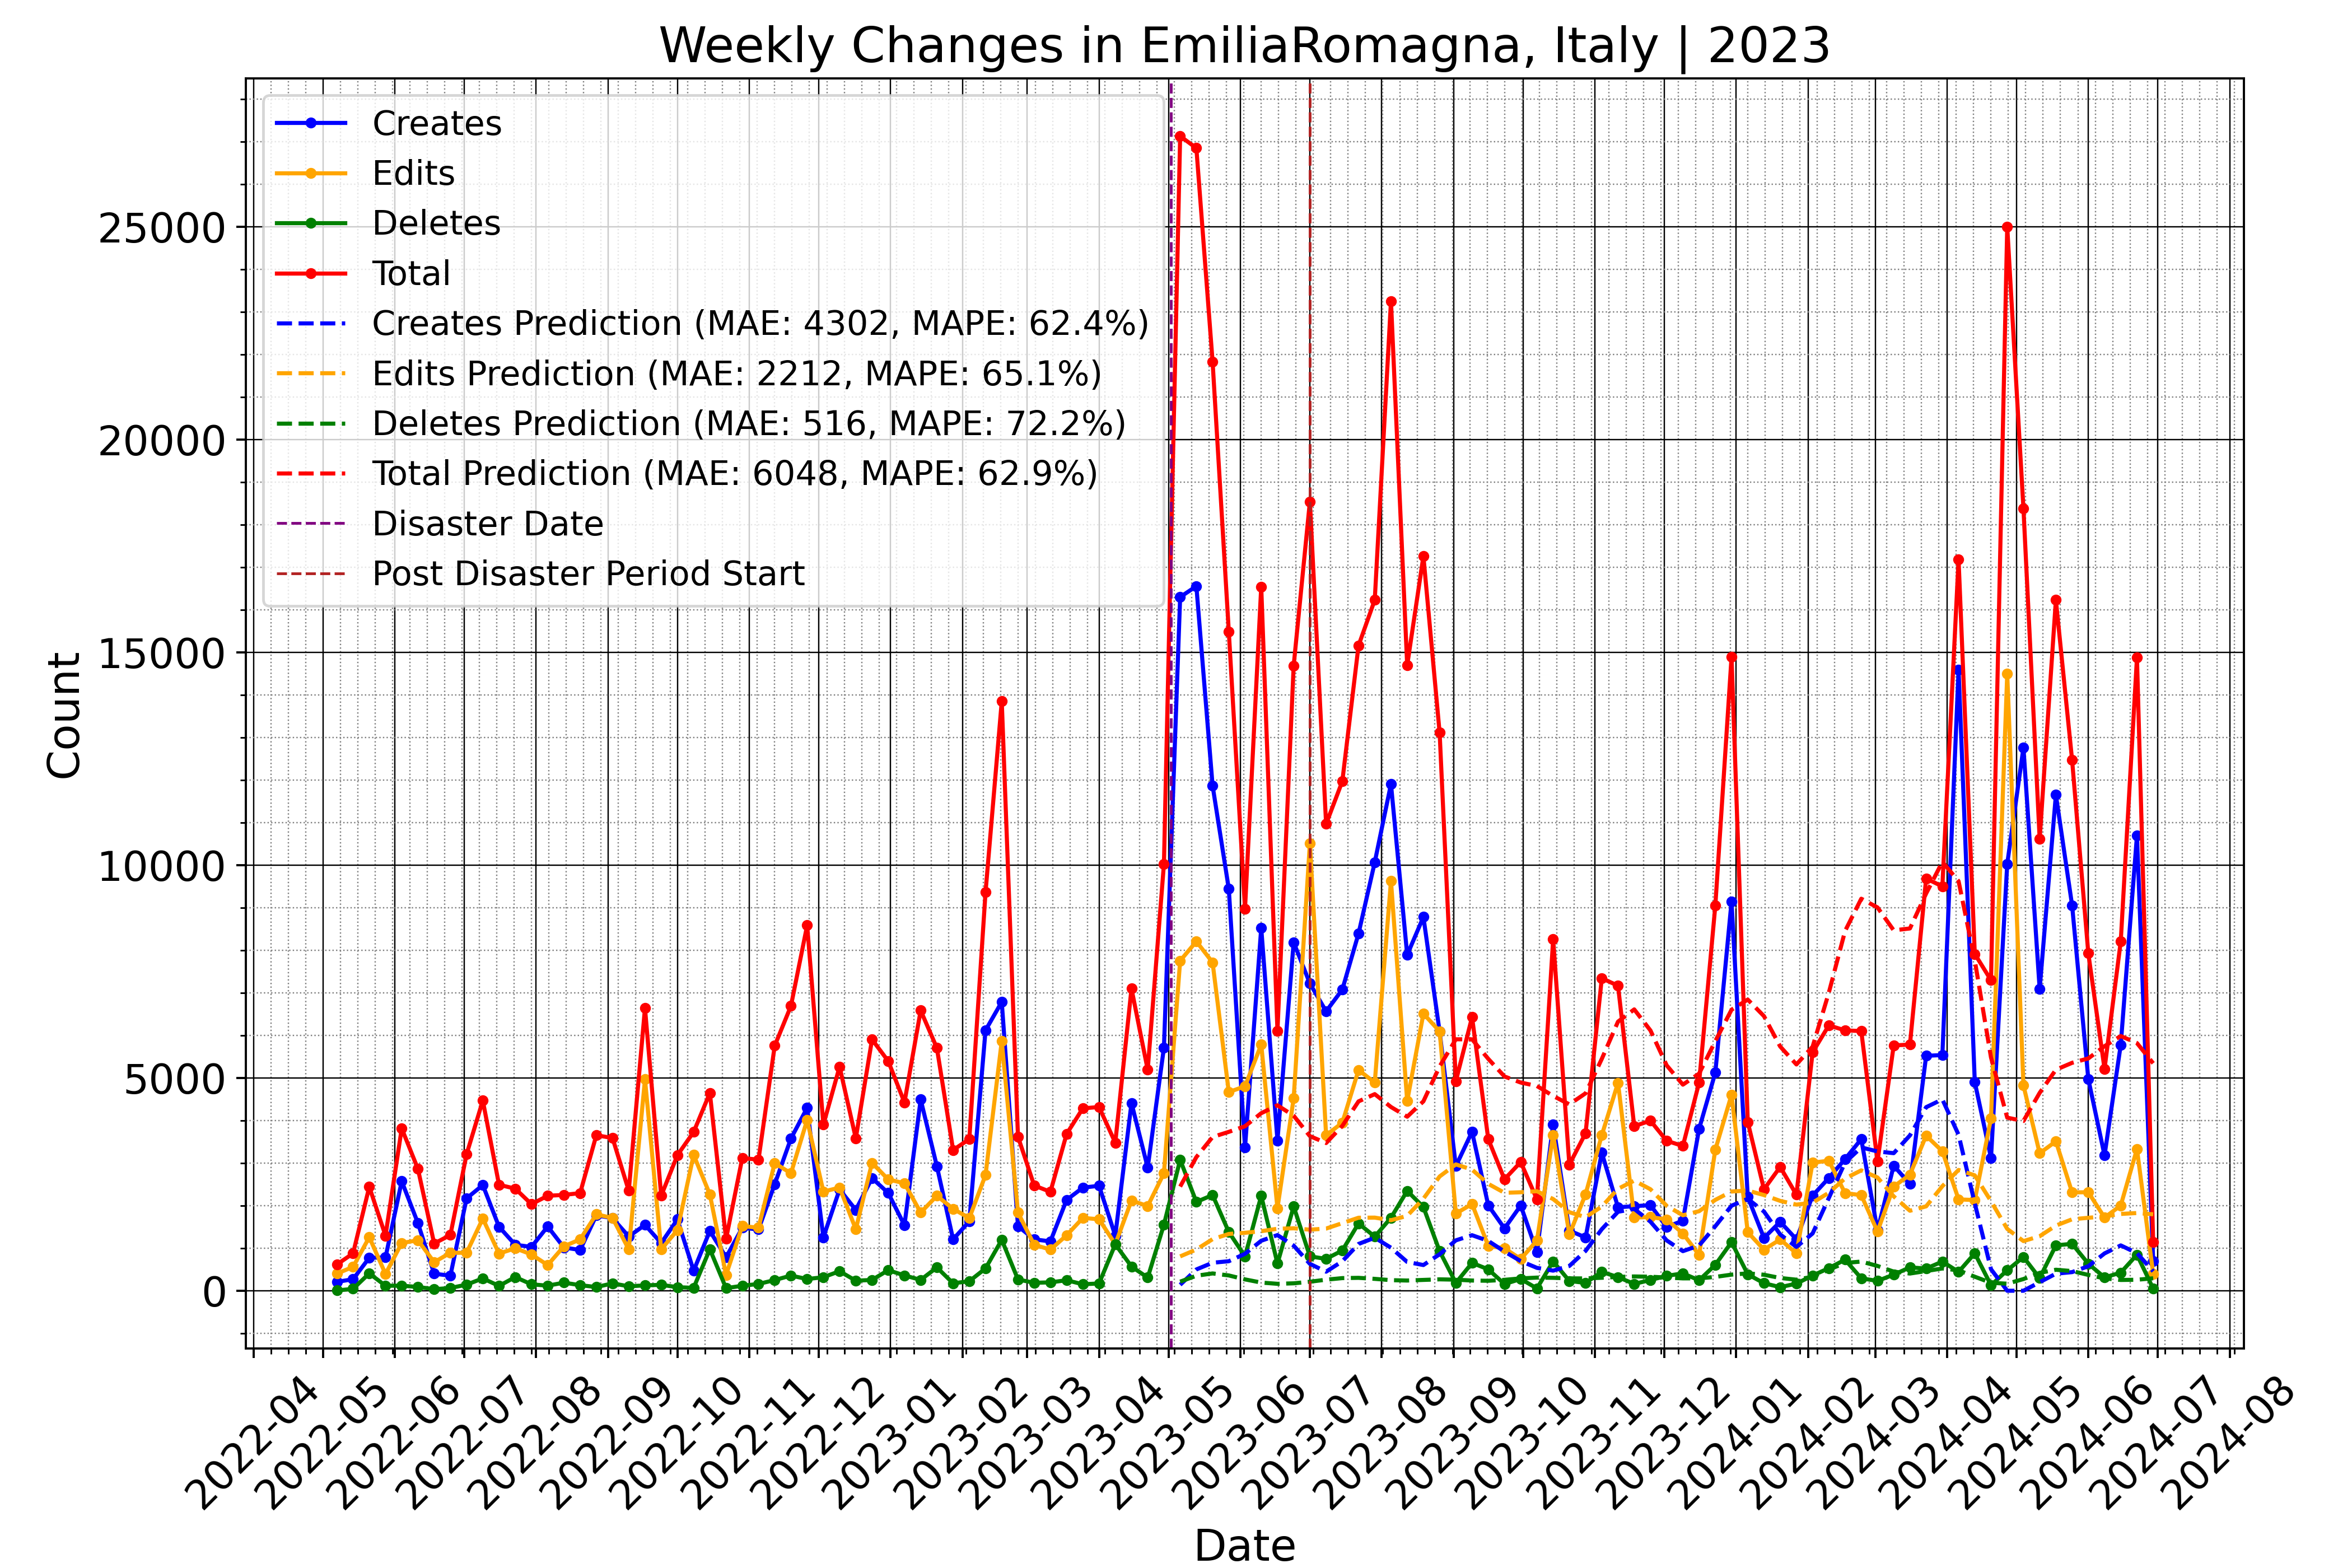 Weekly Changes in EmiliaRomagna, Italy | 2023
Creates
Edits
Deletes
Total
Creates Prediction (MAE: 4302, MAPE: 62.4%)
Edits Prediction (MAE: 2212, MAPE: 65.1%)
Deletes Prediction (MAE: 516, MAPE: 72.2%)
Total Prediction (MAE: 6048, MAPE: 62.9%)
Disaster Date
Post Disaster Period Start
Count
25000
20000
15000
10000
5000
0
2022-04
2022-05
2022-06
2022-07
2022-08
2022-09
2022-10
2022-11
2022-12
2023-01
2023-02
2023-03
2023-04
2023-05
2023-06
2023-07
2023-08
2023-09
2023-10
2023-11
2023-12
2024-01
2024-02
2024-03
2024-04
2024-05
2024-06
2024-07
2024-08
Date